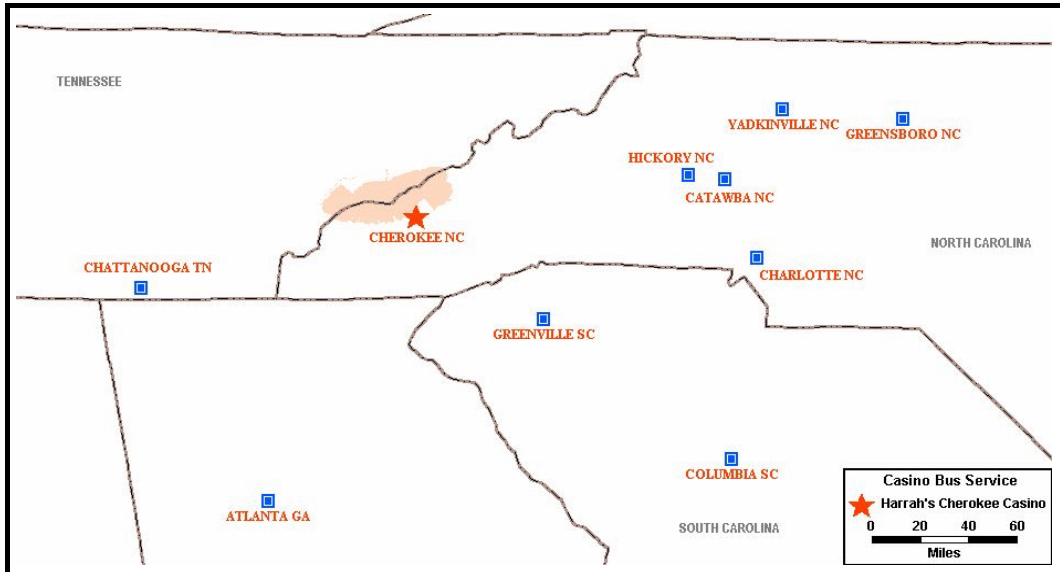 TENNESSEE
YADKINVILLE NC
GREENSBORO NC
HICKORY NC
CATAWBA NC
CHEROKEE NC
NORTH CAROLINA
CHATTANOOGA TN
CHARLOTTE NC
GREENVILLE SC
COLUMBIA SC
ATLANTA GA
SOUTH CAROLINA
Casino Bus Service
Harrah's Cherokee Casino
0 20 40 60
Miles